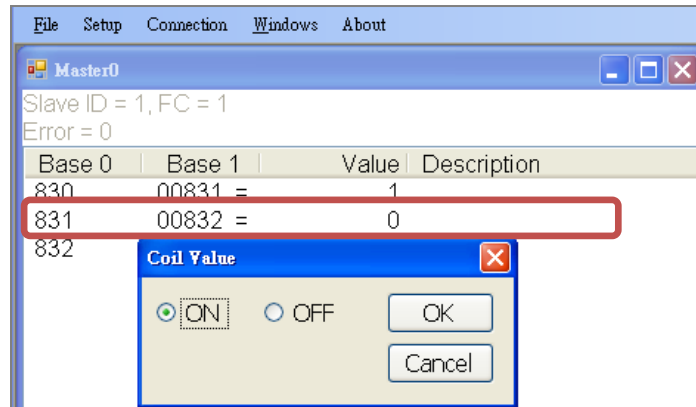 File Setup Connection Windows About
Master0
Slave ID = 1, FC = 1
Error = 0
Base 0 Base 1 Value Description
830 00831 = 1
831 00832 = 0
832
Coil Value
ON OFF OK
Cancel